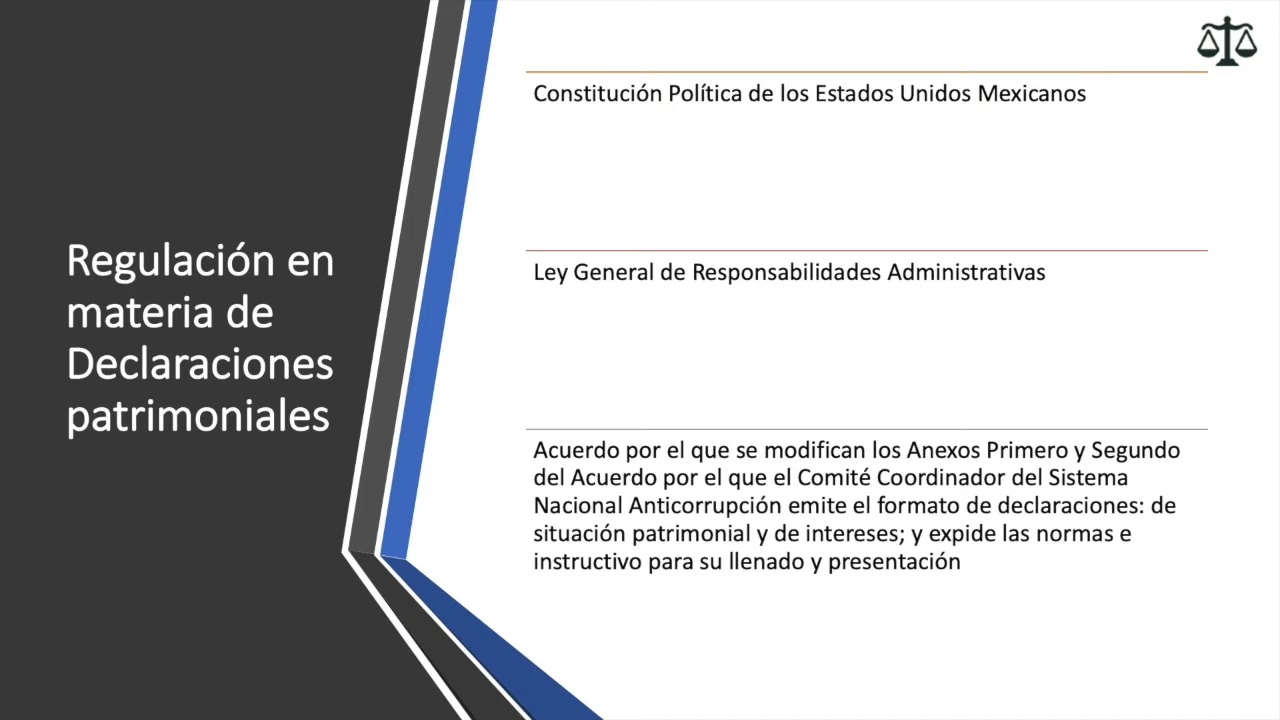 Regulación en
materia de
Declaraciones
patrimoniales
Constitución Política de los Estados Unidos Mexicanos
Ley General de Responsabilidades Administrativas
Acuerdo por el que se modifican los Anexos Primero y Segundo
del Acuerdo por el que el Comité Coordinador del Sistema
Nacional Anticorrupción emite el formato de declaraciones: de
situación patrimonial y de intereses; y expide las normas e
instructivo para su llenado y presentación